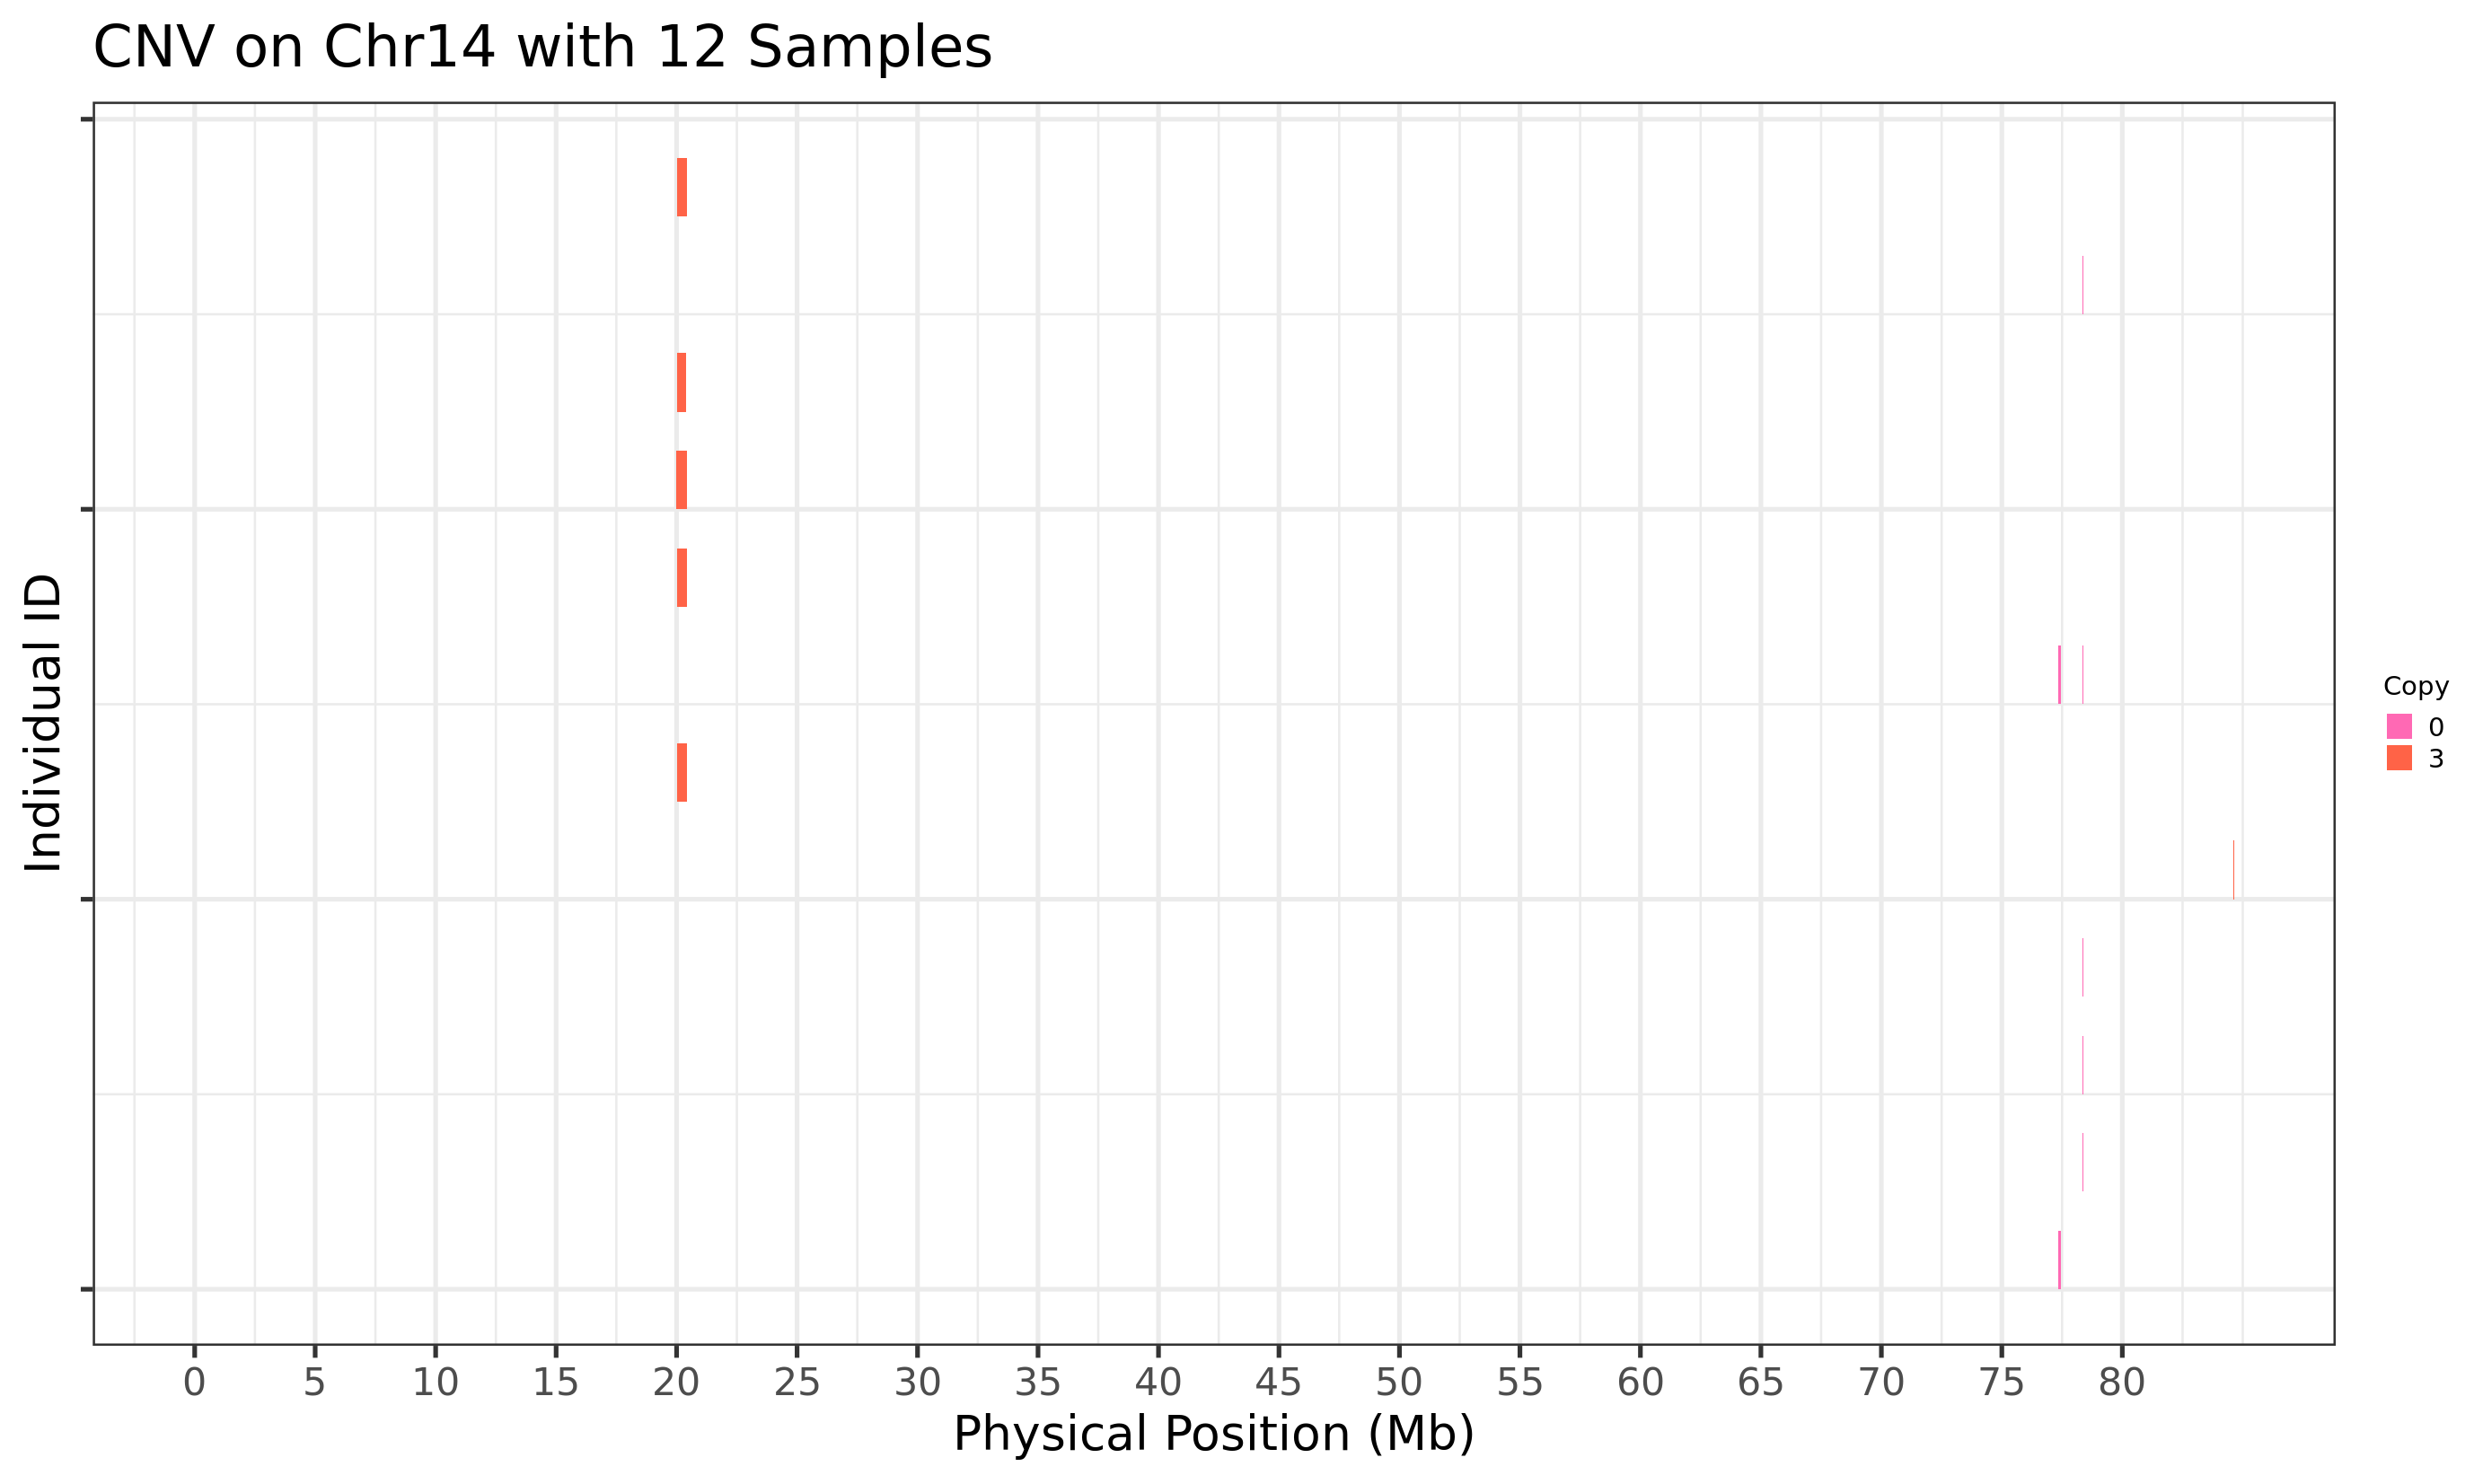 CNV on Chr14 with 12 Samples
Individual ID
Copy
0
3
0 5 10 15 20 25 30 35 40 45 50 55 60 65 70 75 80
Physical Position (Mb)